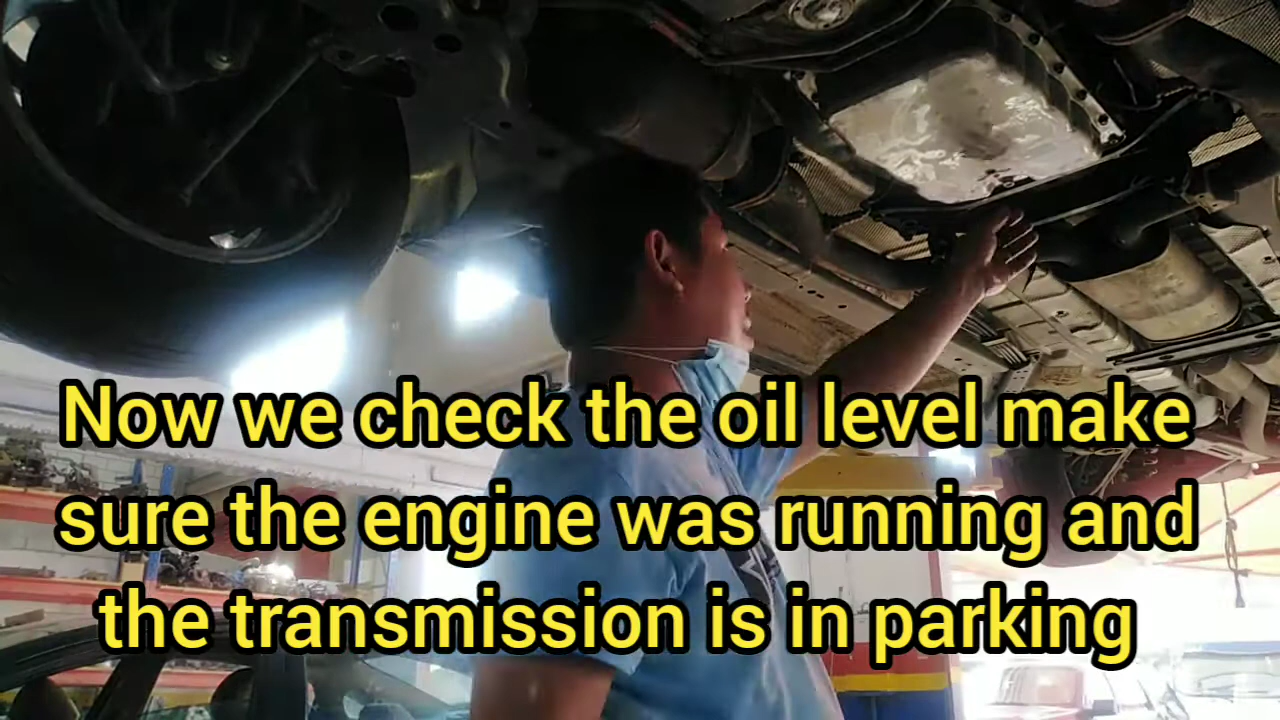 Now we check the oil level make
sure the engine was running and
the transmission is in parking